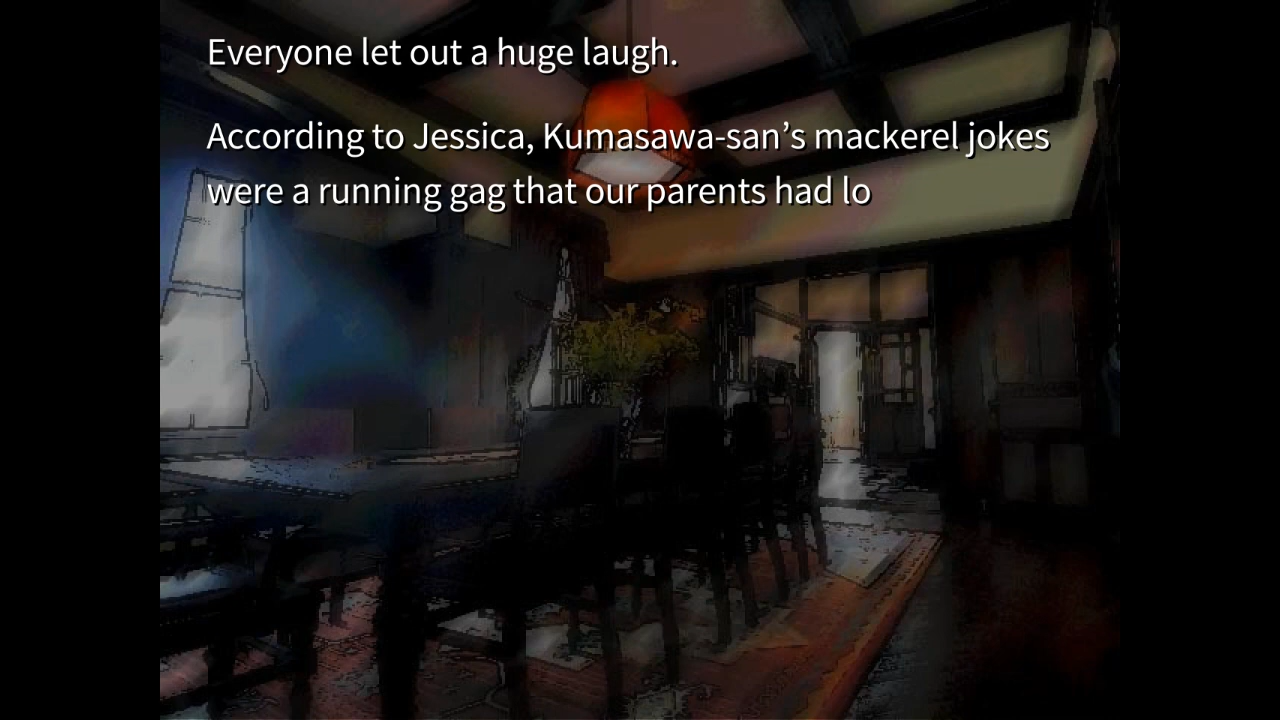 Everyone let out a huge laugh.
According to Jessica, Kumasawa-san’s mackerel jokes
were a running gag that our parents had lo